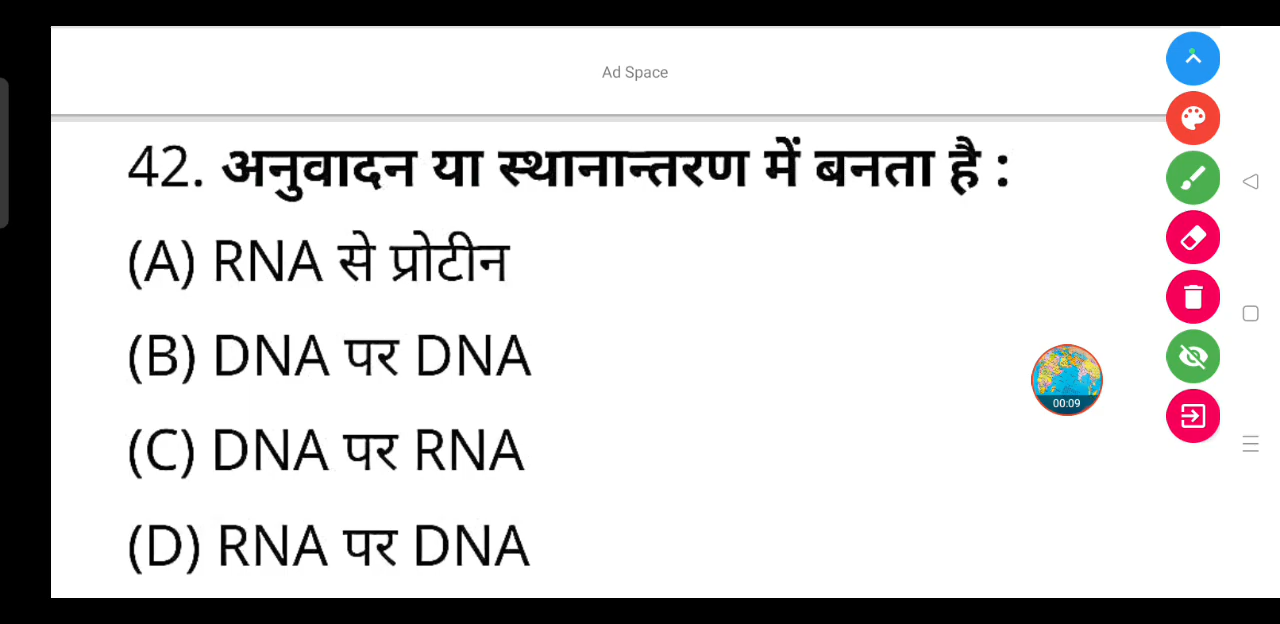 Ad Space
42. अनुवादन या स्थानान्तरण में बनता है :
(A) RNA से प्रोटीन
(B) DNA पर DNA
(C) DNA पर RNA
(D) RNA पर DNA
00:09